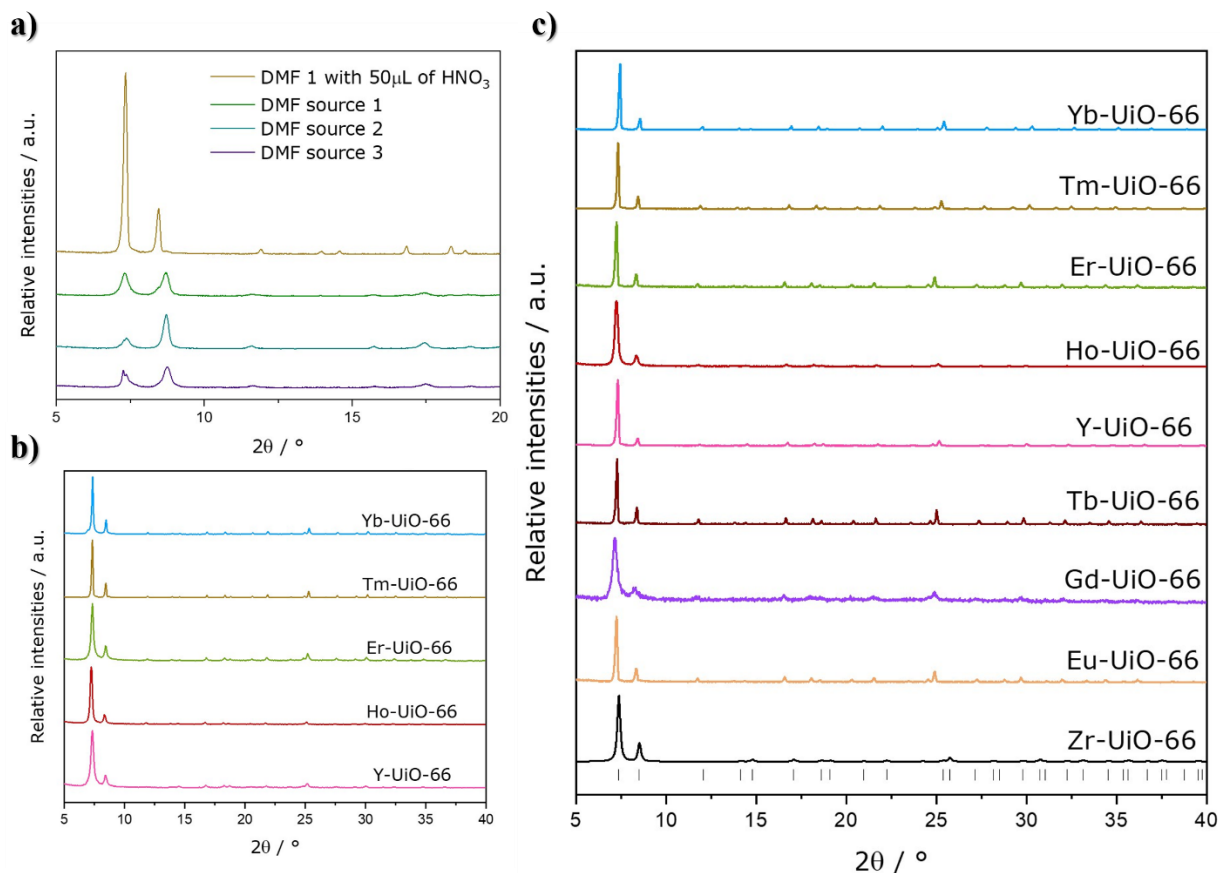 a)
DMF 1 with 50μL of HNO₃
DMF source 1
DMF source 2
DMF source 3
Relative intensities / a.u.
5 10 15 20
2θ / °
b)
Yb-UiO-66
Tm-UiO-66
Er-UiO-66
Ho-UiO-66
Y-UiO-66
Relative intensities / a.u.
5 10 15 20 25 30 35 40
2θ / °
c)
Yb-UiO-66
Tm-UiO-66
Er-UiO-66
Ho-UiO-66
Y-UiO-66
Tb-UiO-66
Gd-UiO-66
Eu-UiO-66
Zr-UiO-66
Relative intensities / a.u.
5 10 15 20 25 30 35 40
2θ / °